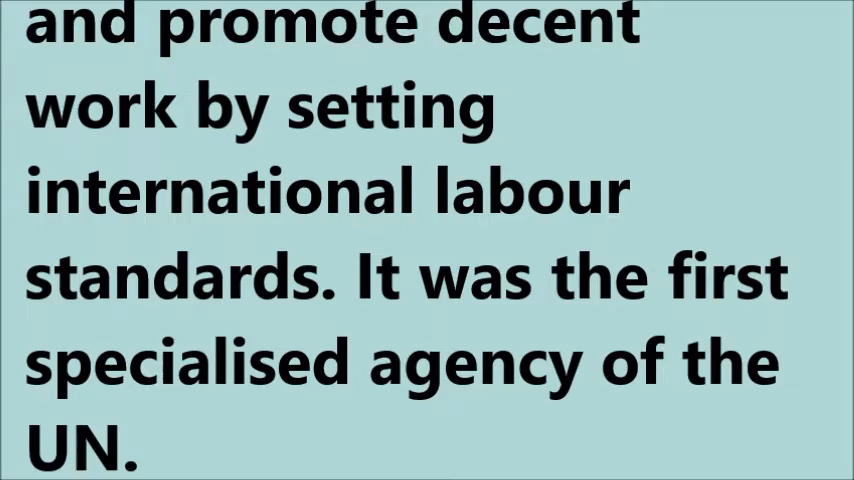 and promote decent
work by setting
international labour
standards. It was the first
specialised agency of the
UN.